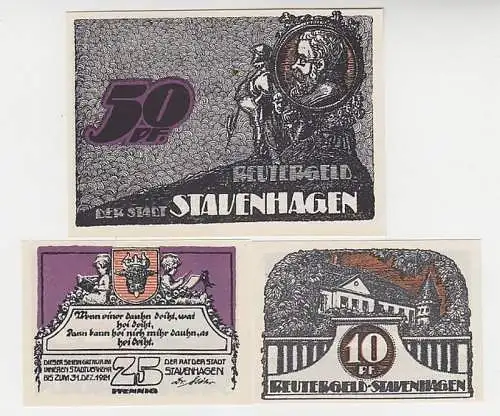 50
PF.
REUTERGELD
DER STADT STAVENHAGEN
Wenn einer dauhn deiht, wat
hei deiht,
Dann kann hei nich mihr dauhn, as
hei deiht.
DIESER SCHEIN GILT NUR IM
INNEREN STADTVERKEHR
BIS ZUM 31. DEZ. 1921
25
PFENNIG
DER RAT DER STADT
STAVENHAGEN
10
PF.
REUTERGELD-STAVENHAGEN